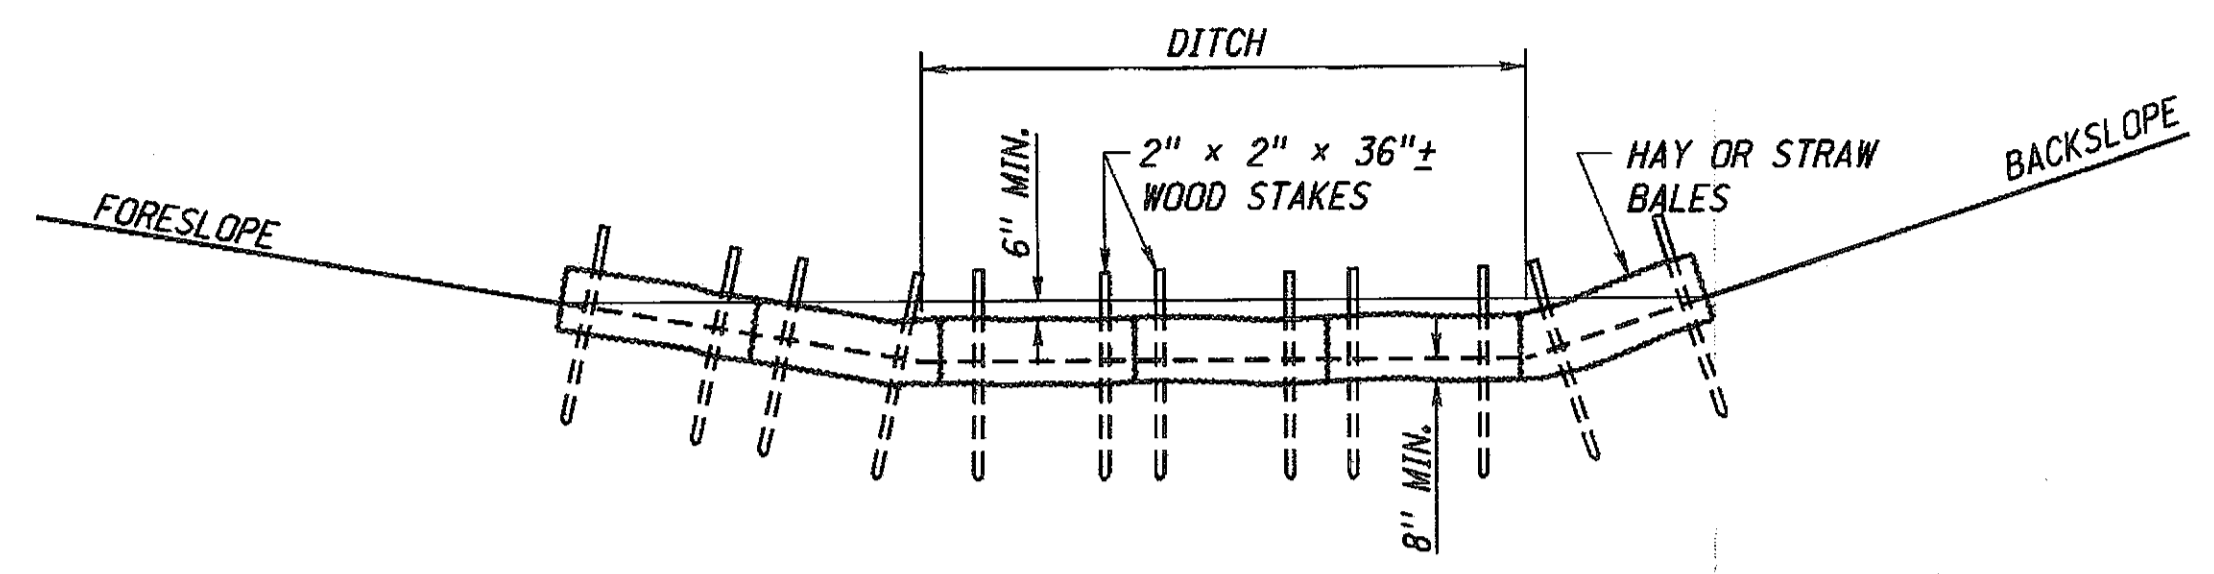 DITCH
6" MIN.
2" × 2" × 36"±
WOOD STAKES
HAY OR STRAW
BALES
BACKSLOPE
FORESLOPE
8" MIN.